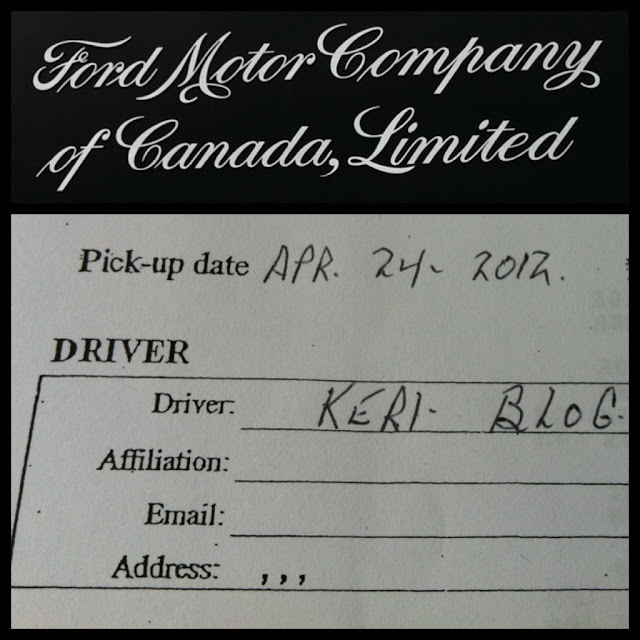 Ford Motor Company
of Canada, Limited
Pick-up date APR. 24- 2012.
DRIVER
Driver: KERI- BLOG-
Affiliation:
Email:
Address: , , ,